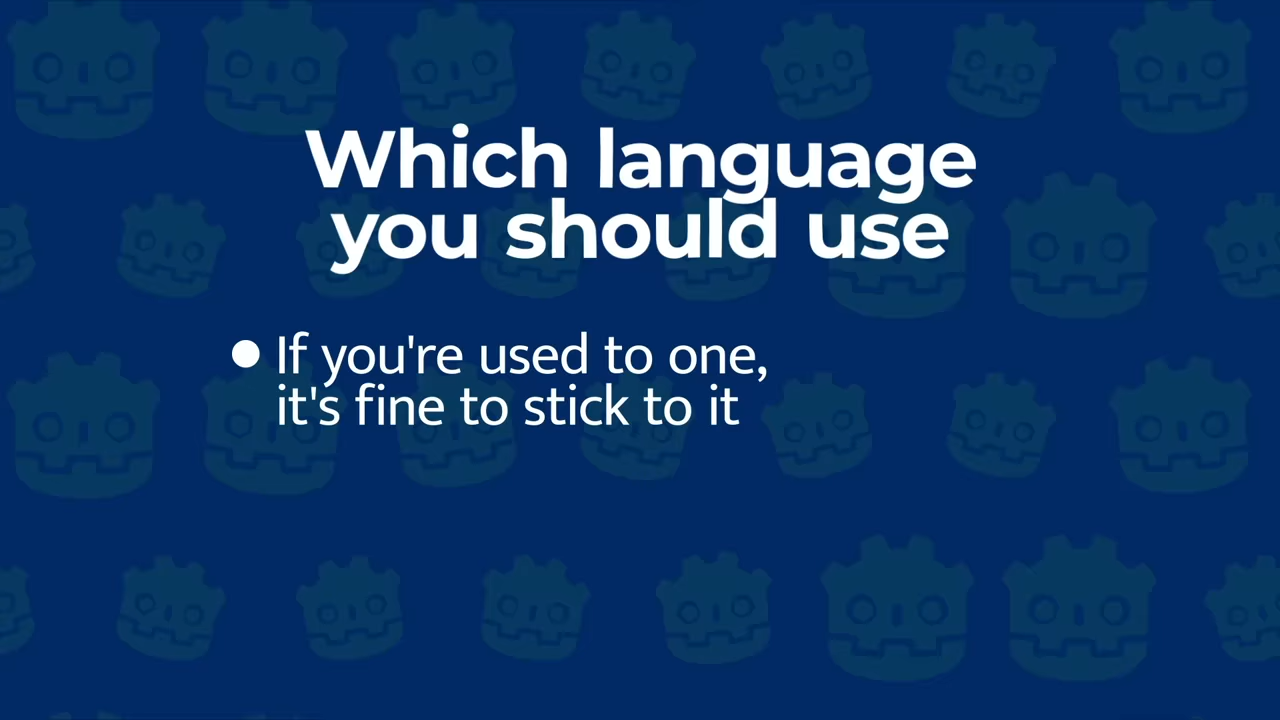 Which language
you should use
● If you're used to one,
it's fine to stick to it